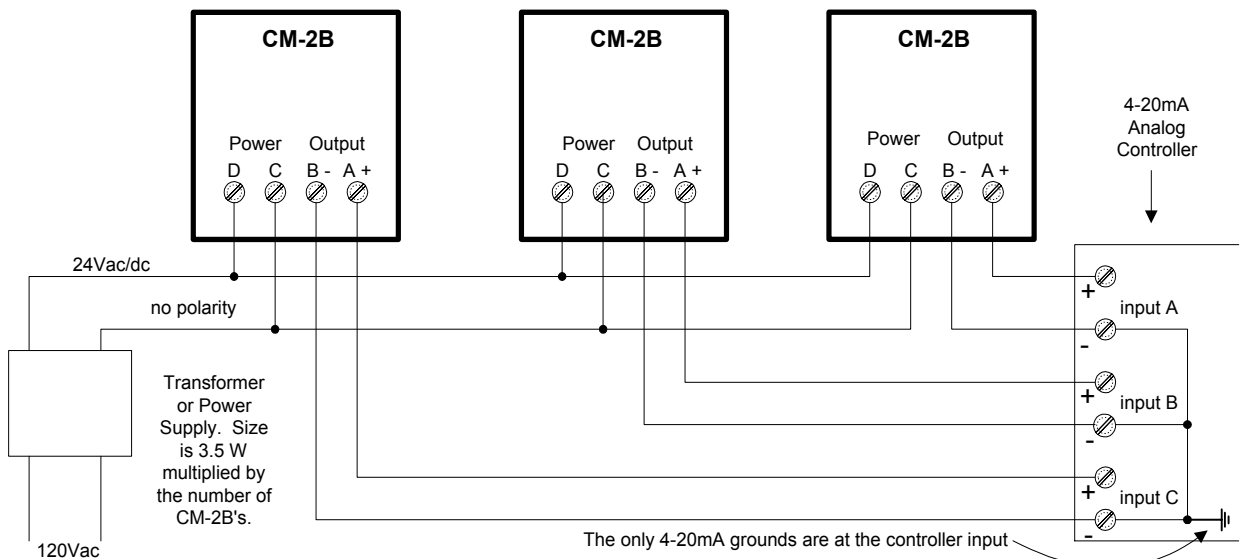 CM-2B
Power Output
D C B - A +
CM-2B
Power Output
D C B - A +
CM-2B
Power Output
D C B - A +
4-20mA
Analog
Controller
24Vac/dc
no polarity
Transformer
or Power
Supply. Size
is 3.5 W
multiplied by
the number of
CM-2B's.
120Vac
+
input A
-
+
input B
-
+
input C
-
The only 4-20mA grounds are at the controller input